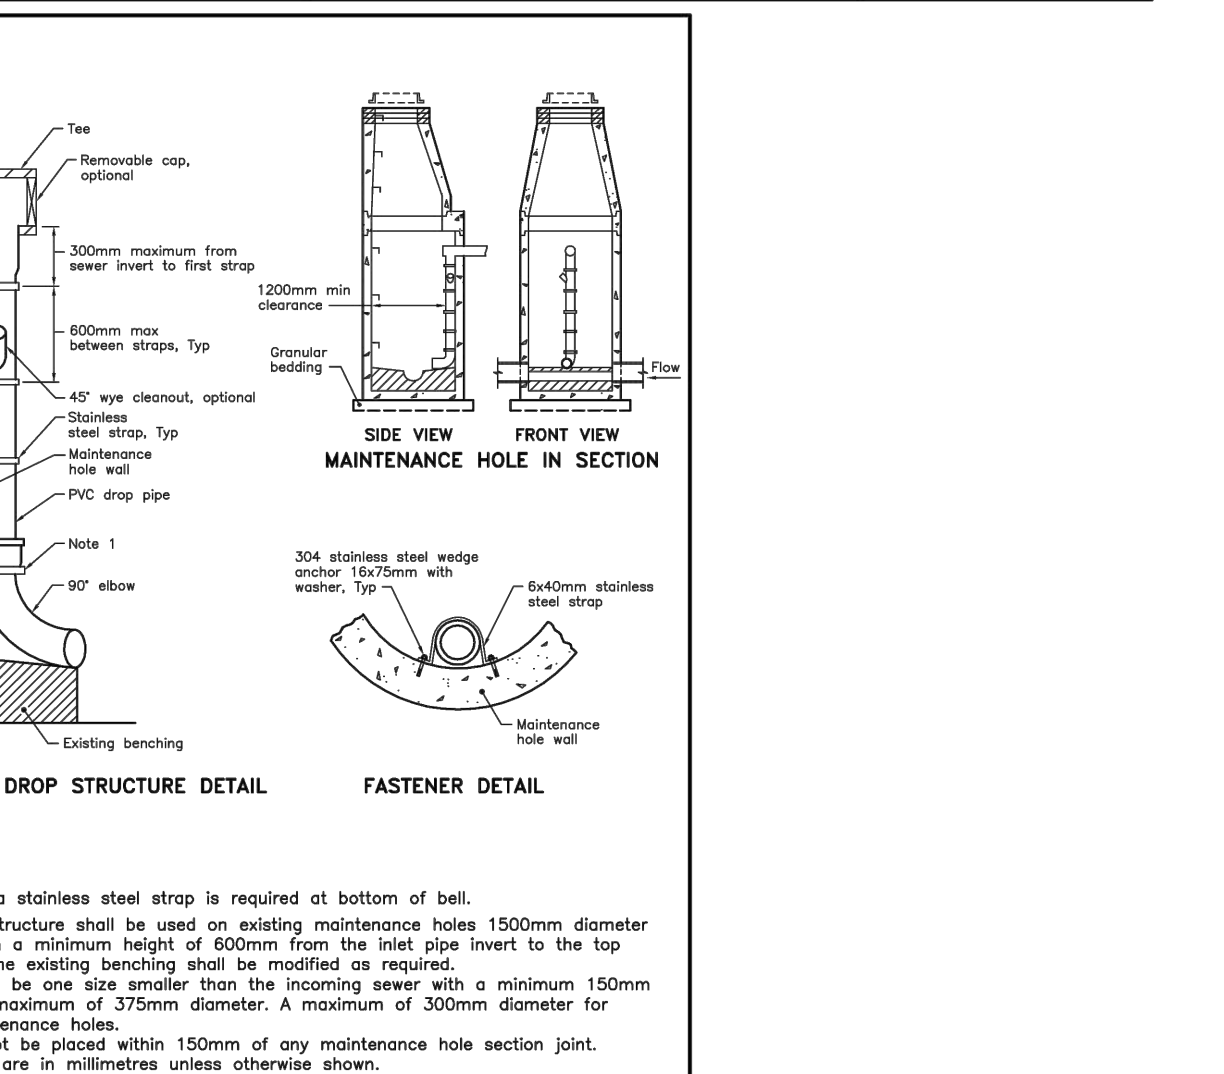 Tee
Removable cap,
optional
300mm maximum from
sewer invert to first strap
600mm max
between straps, Typ
45° wye cleanout, optional
Stainless
steel strap, Typ
Maintenance
hole wall
PVC drop pipe
Note 1
90° elbow
Existing benching
DROP STRUCTURE DETAIL
1200mm min
clearance
Granular
bedding
Flow
SIDE VIEW
FRONT VIEW
MAINTENANCE HOLE IN SECTION
304 stainless steel wedge
anchor 16x75mm with
washer, Typ
6x40mm stainless
steel strap
Maintenance
hole wall
FASTENER DETAIL
a stainless steel strap is required at bottom of bell.
tructure shall be used on existing maintenance holes 1500mm diameter
a minimum height of 600mm from the inlet pipe invert to the top
he existing benching shall be modified as required.
be one size smaller than the incoming sewer with a minimum 150mm
maximum of 375mm diameter. A maximum of 300mm diameter for
enance holes.
ot be placed within 150mm of any maintenance hole section joint.
are in millimetres unless otherwise shown.